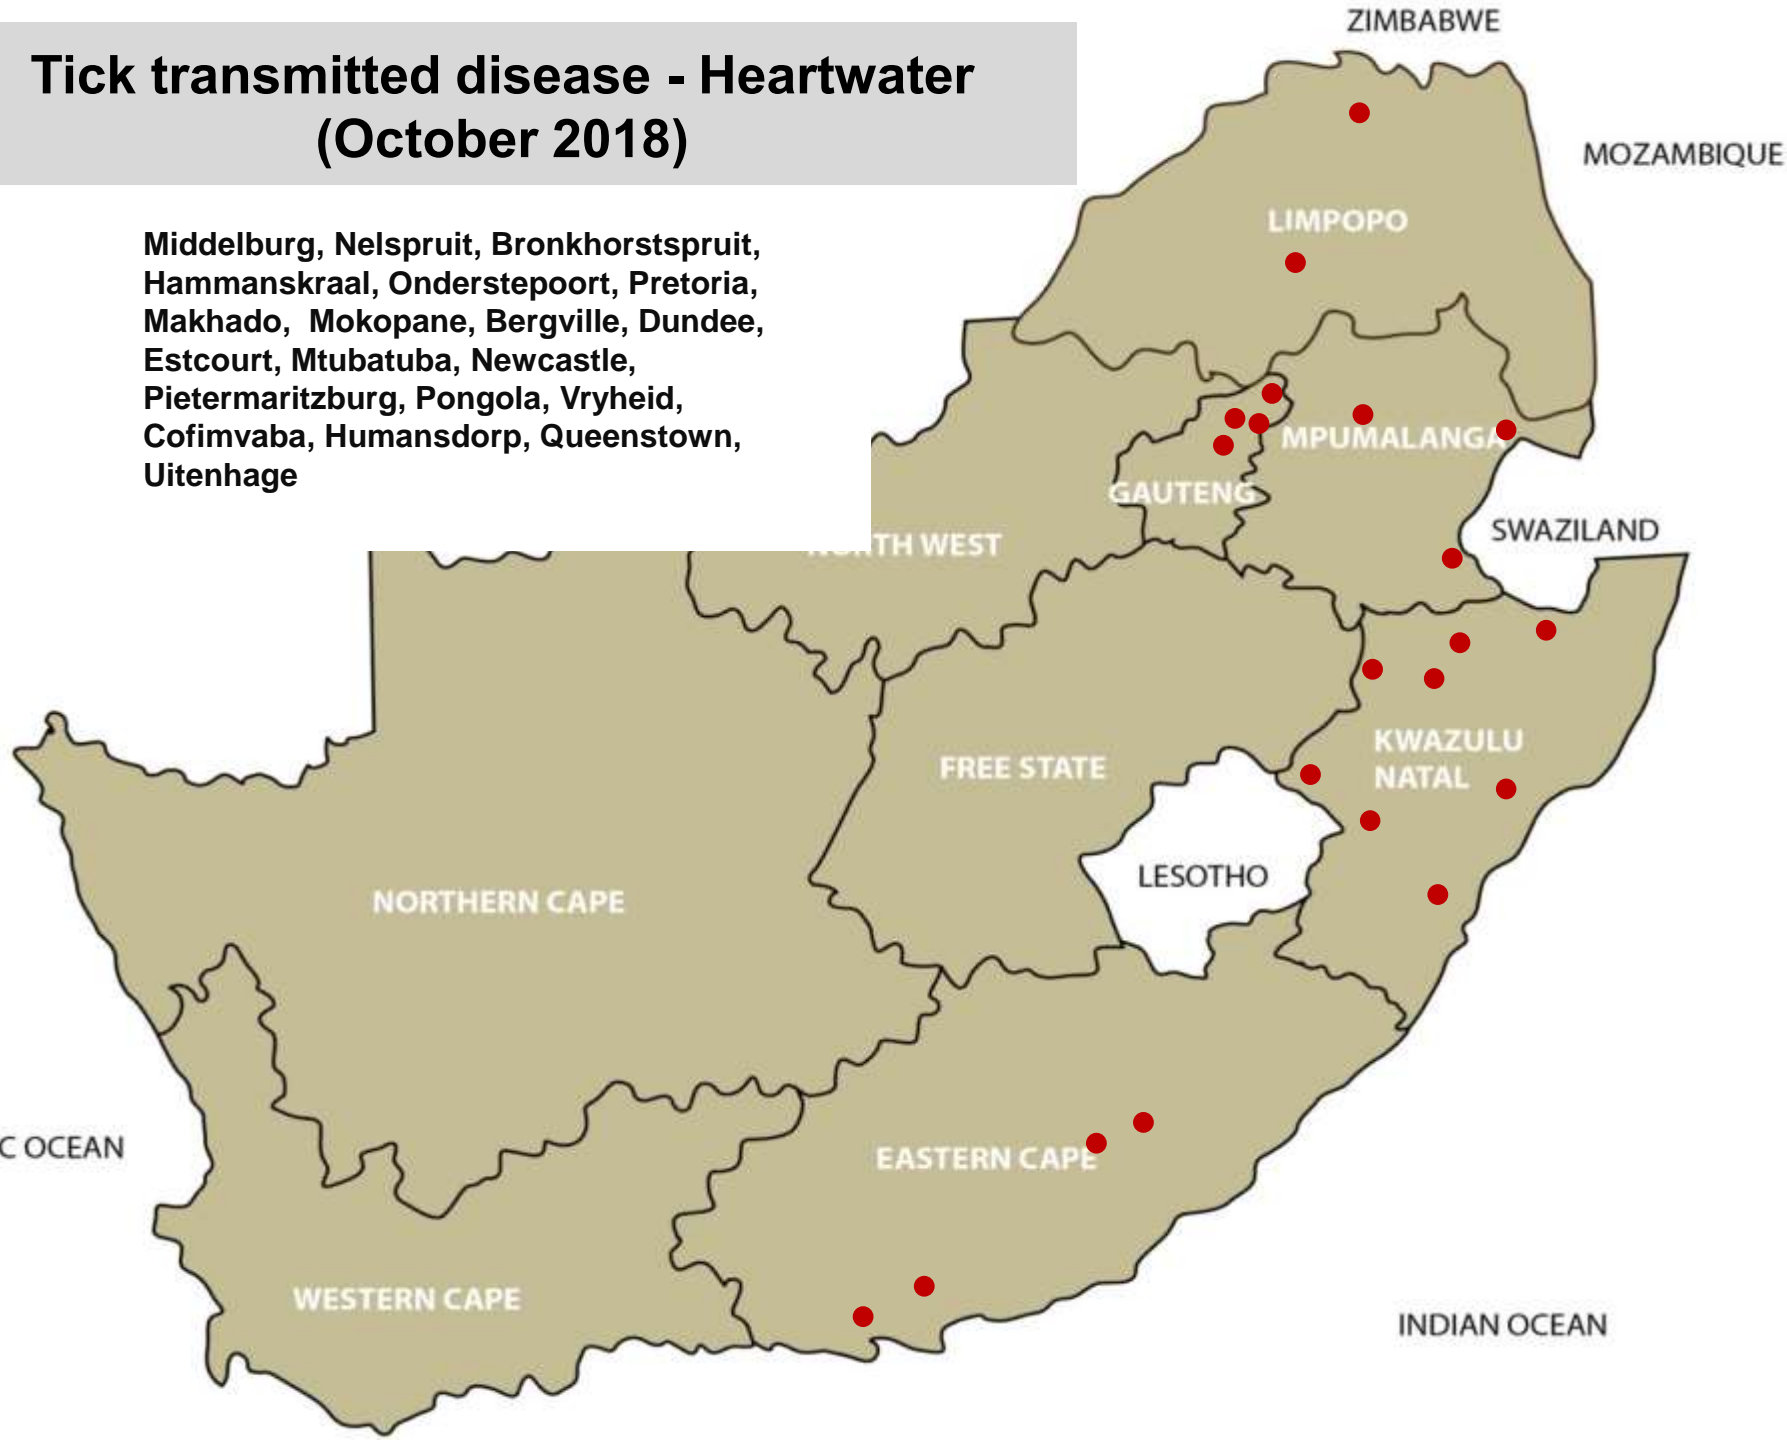 ZIMBABWE
Tick transmitted disease - Heartwater
(October 2018)
MOZAMBIQUE
LIMPOPO
Middelburg, Nelspruit, Bronkhorstspruit,
Hammanskraal, Onderstepoort, Pretoria,
Makhado, Mokopane, Bergville, Dundee,
Estcourt, Mtubatuba, Newcastle,
Pietermaritzburg, Pongola, Vryheid,
Cofimvaba, Humansdorp, Queenstown,
Uitenhage
MPUMALANGA
GAUTENG
SWAZILAND
NORTH WEST
KWAZULU
NATAL
FREE STATE
LESOTHO
NORTHERN CAPE
C OCEAN
EASTERN CAPE
WESTERN CAPE
INDIAN OCEAN